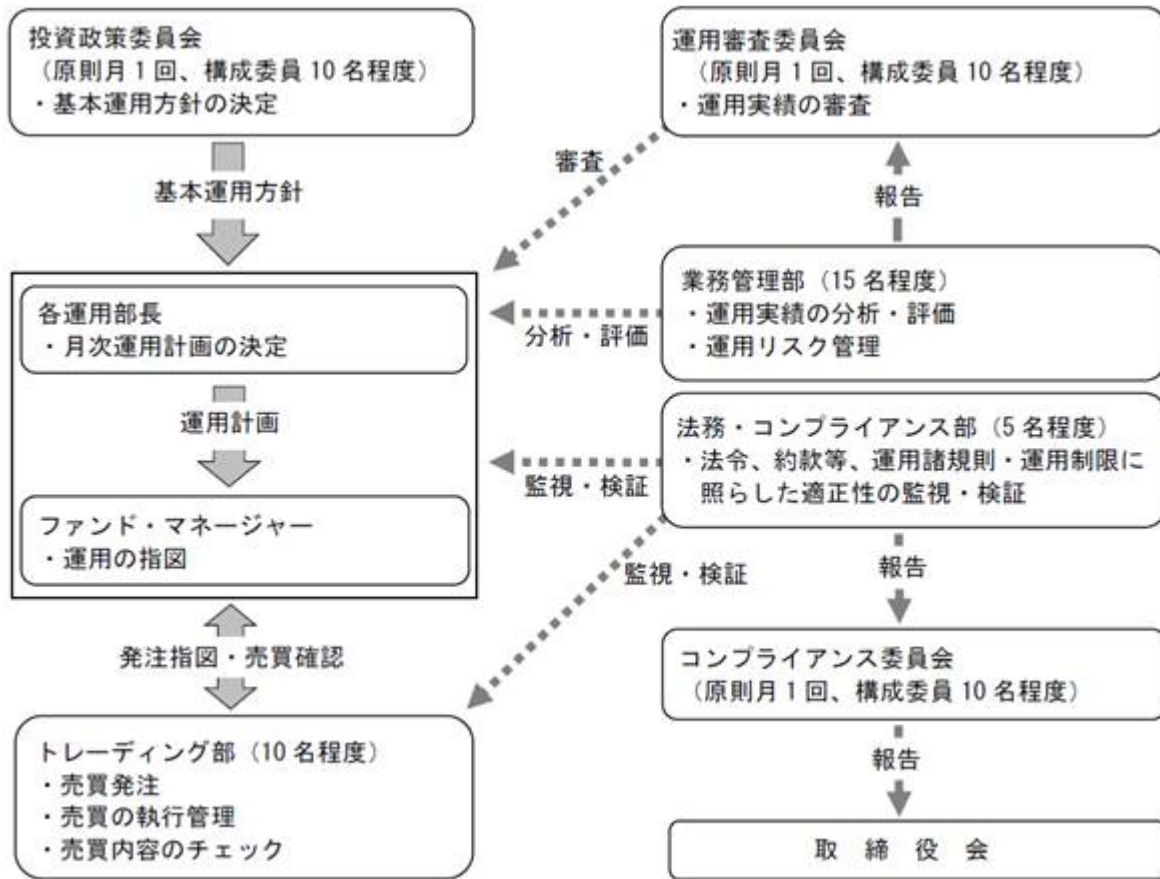 投資政策委員会
（原則月1回、構成委員10名程度）
・基本運用方針の決定
基本運用方針
各運用部長
・月次運用計画の決定
運用計画
ファンド・マネージャー
・運用の指図
発注指図・売買確認
トレーディング部（10名程度）
・売買発注
・売買の執行管理
・売買内容のチェック
運用審査委員会
（原則月1回、構成委員10名程度）
・運用実績の審査
審査
報告
業務管理部（15名程度）
・運用実績の分析・評価
・運用リスク管理
分析・評価
法務・コンプライアンス部（5名程度）
・法令、約款等、運用諸規則・運用制限に
照らした適正性の監視・検証
監視・検証
監視・検証
報告
コンプライアンス委員会
（原則月1回、構成委員10名程度）
報告
取 締 役 会